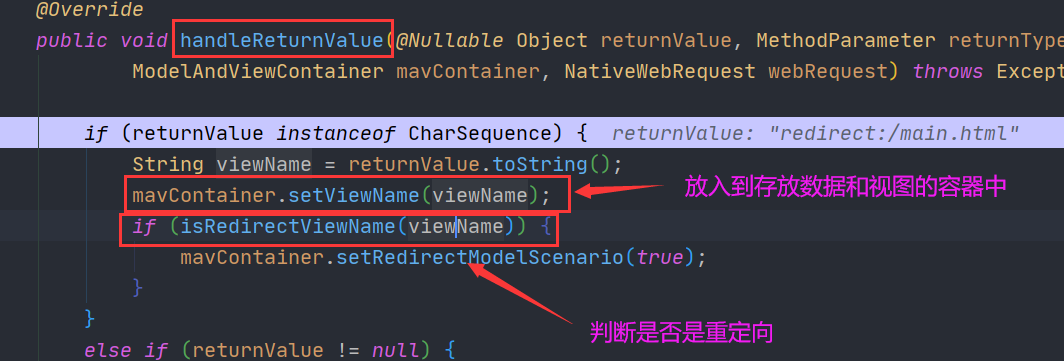 @Override
public void handleReturnValue(@Nullable Object returnValue, MethodParameter returnType
ModelAndViewContainer mavContainer, NativeWebRequest webRequest) throws Except
if (returnValue instanceof CharSequence) { returnValue: "redirect:/main.html"
String viewName = returnValue.toString();
mavContainer.setViewName(viewName);
放入到存放数据和视图的容器中
if (isRedirectViewName(viewName)) {
mavContainer.setRedirectModelScenario(true);
}
判断是否是重定向
}
else if (returnValue != null) {